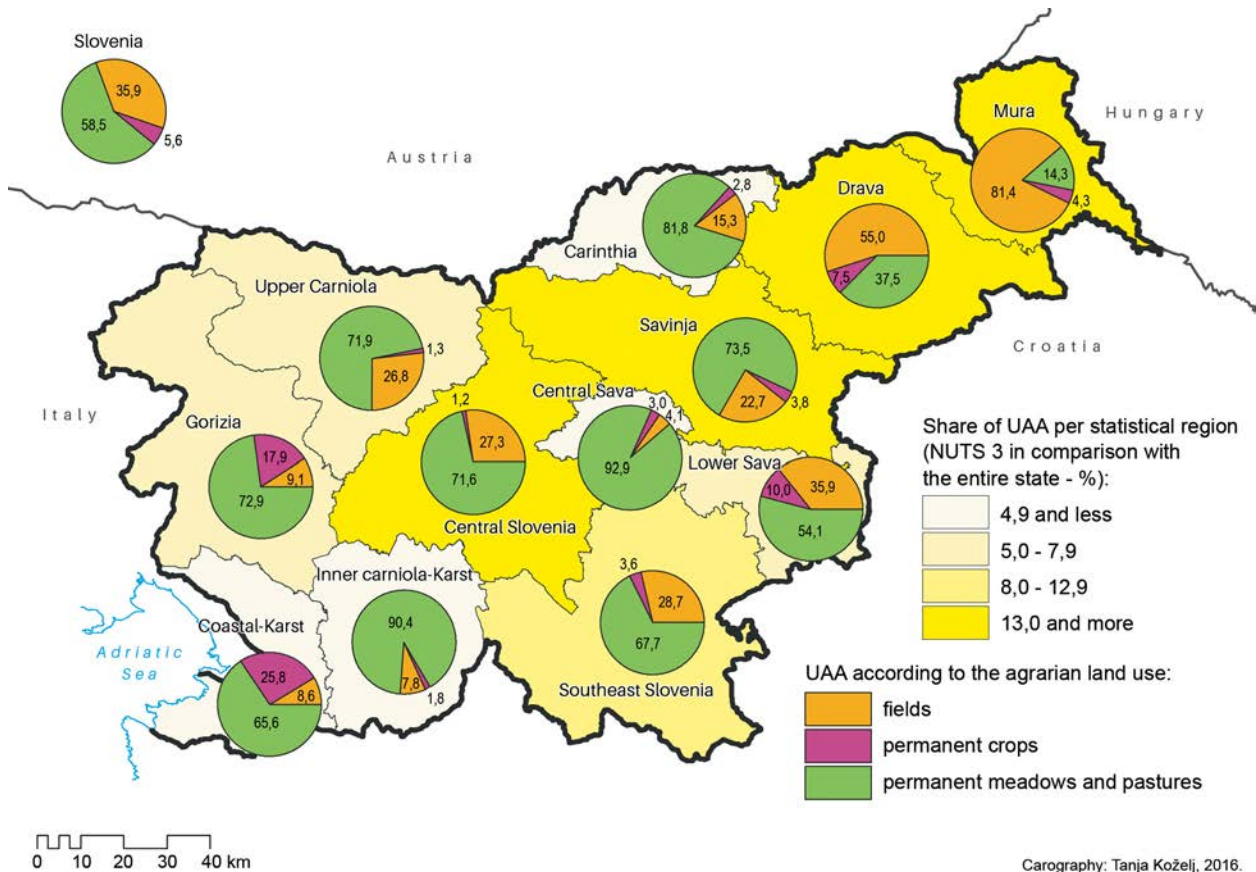 Slovenia
35,9
58,5
5,6
Austria
Hungary
Mura
81,4
14,3
4,3
Drava
55,0
7,5
37,5
2,8
81,8
15,3
Carinthia
Upper Carniola
71,9
1,3
26,8
Savinja
73,5
22,7
3,8
Croatia
Italy
Gorizia
17,9
9,1
72,9
1,2
27,3
71,6
Central Slovenia
Central Sava
3,0
4,1
92,9
Lower Sava
10,0
35,9
54,1
Inner carniola-Karst
90,4
7,8
1,8
3,6
28,7
67,7
Southeast Slovenia
Coastal-Karst
25,8
8,6
65,6
Adriatic
Sea
Share of UAA per statistical region
(NUTS 3 in comparison with
the entire state - %):
4,9 and less
5,0 - 7,9
8,0 - 12,9
13,0 and more
UAA according to the agrarian land use:
fields
permanent crops
permanent meadows and pastures
0 10 20 30 40 km
Carography: Tanja Koželj, 2016.